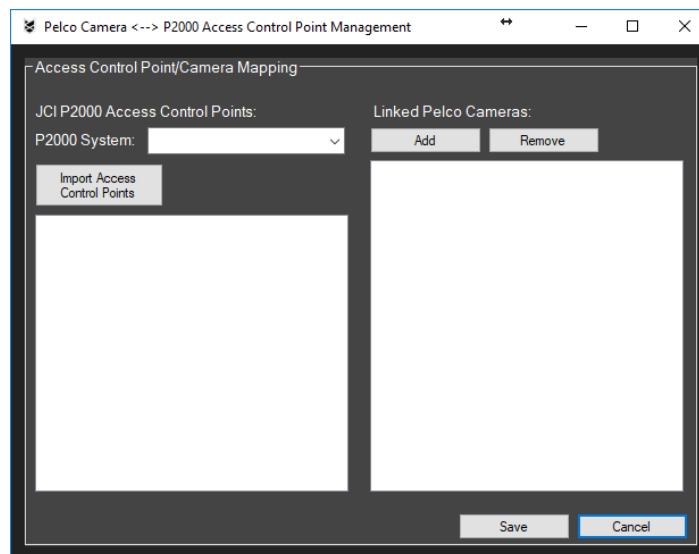 Pelco Camera <--> P2000 Access Control Point Management
Access Control Point/Camera Mapping
JCI P2000 Access Control Points:
P2000 System:
Import Access
Control Points
Linked Pelco Cameras:
Add
Remove
Save
Cancel